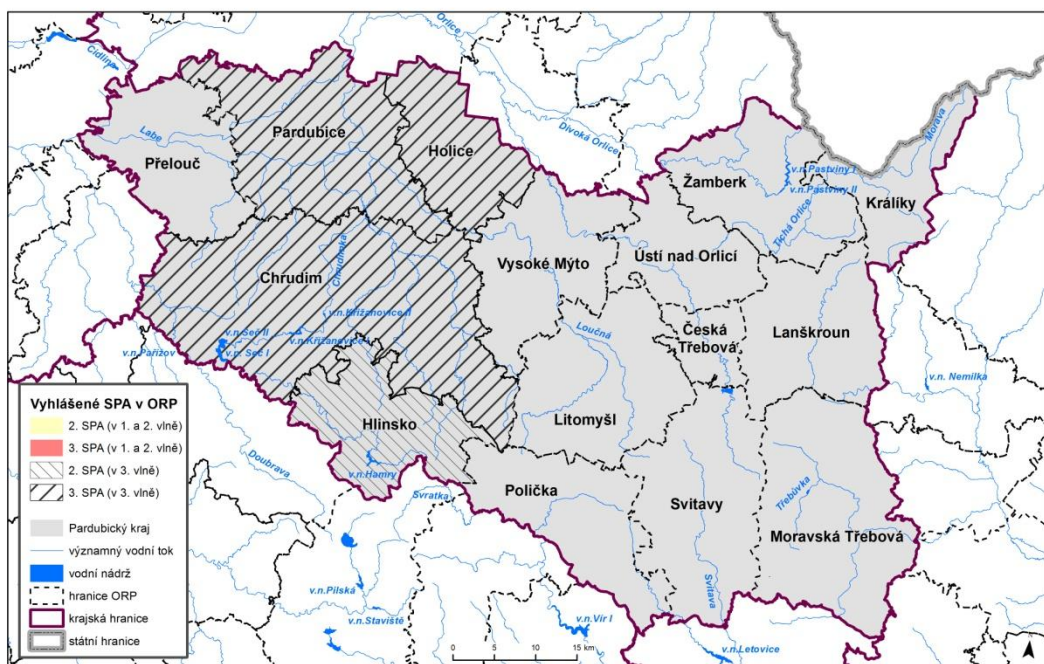 Cidlina
Orlice
Labe
Pardubice
Holice
Přelouč
Divoká Orlice
Morava
Žamberk
v.n.Pastviny I
v.n.Pastviny II
Králíky
Tichá Orlice
Chrudim
Chrudimka
Vysoké Mýto
Ústí nad Orlicí
v.n.Křižanovice II
v.n.Seč II
v.n.Křižanovice I
v.n.Pařížov
v.n. Seč I
Loučná
Česká
Třebová
Lanškroun
v.n. Nemilka
Hlinsko
Litomyšl
v.n.Hamry
Doubrava
Svratka
Polička
Svitavy
Třebůvka
Moravská Třebová
Svitava
v.n.Pilská
v.n.Staviště
v.n.Vír I
v.n.Letovice
Vyhlášené SPA v ORP
2. SPA (v 1. a 2. vlně)
3. SPA (v 1. a 2. vlně)
2. SPA (v 3. vlně)
3. SPA (v 3. vlně)
Pardubický kraj
významný vodní tok
vodní nádrž
hranice ORP
krajská hranice
státní hranice
0 5 10 15 km